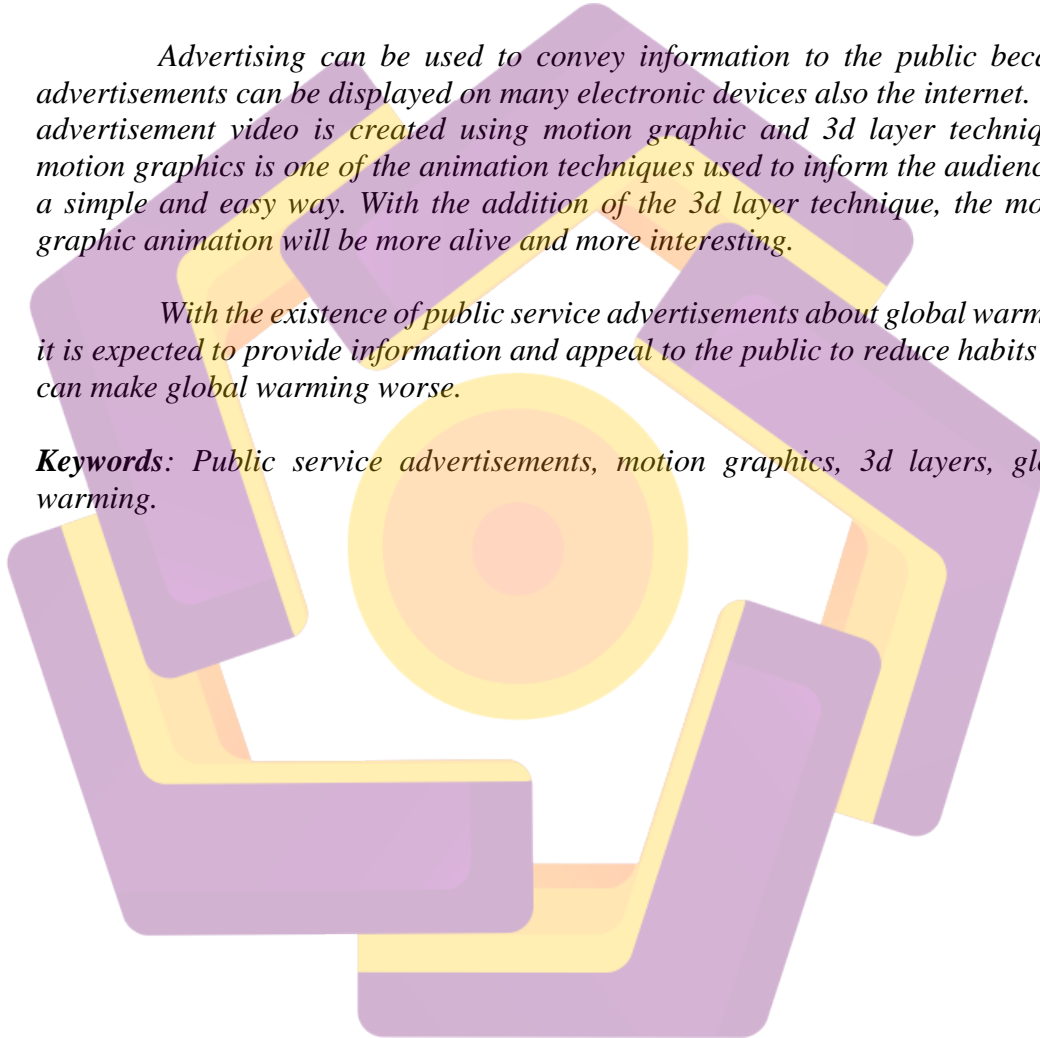 Advertising can be used to convey information to the public beca
advertisements can be displayed on many electronic devices also the internet.
advertisement video is created using motion graphic and 3d layer techniq
motion graphics is one of the animation techniques used to inform the audienc
a simple and easy way. With the addition of the 3d layer technique, the mo
graphic animation will be more alive and more interesting.
With the existence of public service advertisements about global warm
it is expected to provide information and appeal to the public to reduce habits
can make global warming worse.
Keywords: Public service advertisements, motion graphics, 3d layers, glo
warming.